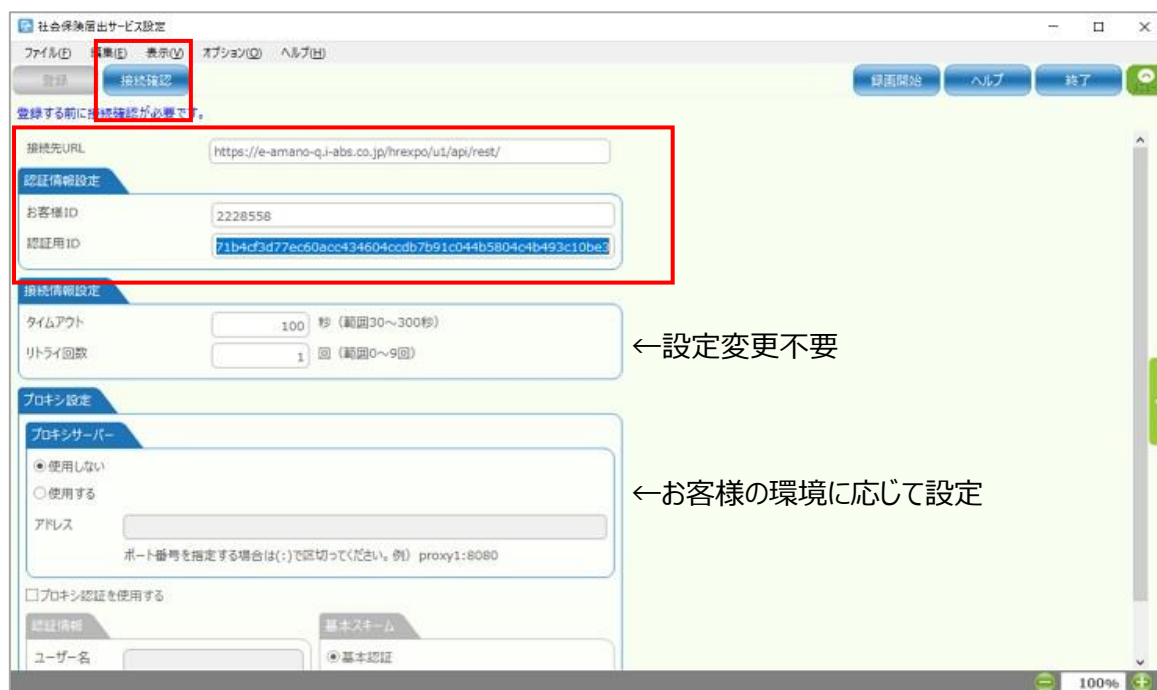 社会保険届出サービス設定
ファイル(F) 編集(E) 表示(V) オプション(O) ヘルプ(H)
登録 接続確認 録画開始 ヘルプ 終了
登録する前に接続確認が必要です。
接続先URL https://e-amano-q.i-abs.co.jp/hrexpo/u1/api/rest/
認証情報設定
お客様ID 2228558
認証用ID 71b4cf3d77ec60acc434604ccdb7b91c044b5804c4b493c10be3
接続情報設定
タイムアウト 100 秒 (範囲30~300秒)
リトライ回数 1 回 (範囲0~9回)
←設定変更不要
プロキシ設定
プロキシサーバー
使用しない
使用する
←お客様の環境に応じて設定
アドレス
ポート番号を指定する場合は(:)で区切ってください。例) proxy1:8080
プロキシ認証を使用する
認証情報 基本スキーム
ユーザー名 基本認証
100%